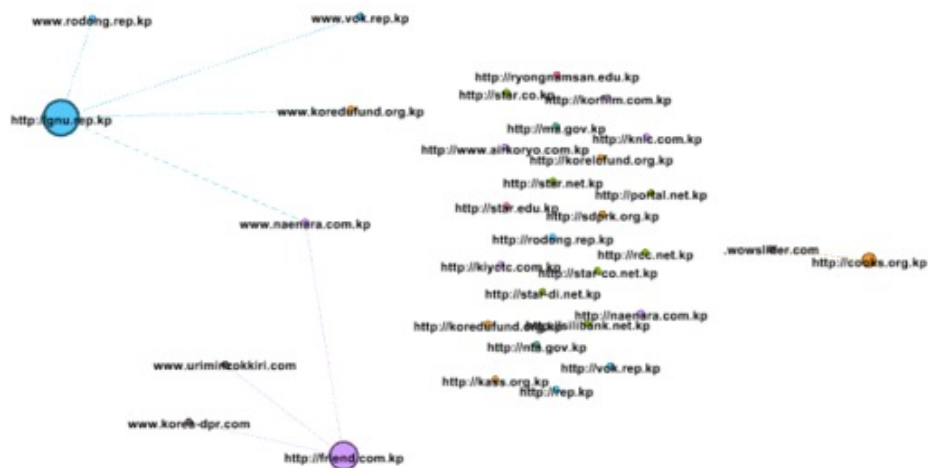 www.rodong.rep.kp
www.vok.rep.kp
http://gnu.rep.kp
www.koredufund.org.kp
www.naenara.com.kp
www.uriminzokkiri.com
www.korea-dpr.com
http://friend.com.kp
http://ryongnamsan.edu.kp
http://star.co.kp
http://korfilm.com.kp
http://ma.gov.kp
http://knic.com.kp
http://www.airkoryo.com.kp
http://korelcfund.org.kp
http://star.net.kp
http://portal.net.kp
http://star.edu.kp
http://sdprk.org.kp
http://rodong.rep.kp
http://rcc.net.kp
http://kiyctc.com.kp
http://star-co.net.kp
http://star-di.net.kp
http://naenara.com.kp
http://koredufund.org.kp
http://silibank.net.kp
http://nta.gov.kp
http://vok.rep.kp
http://kass.org.kp
http://rep.kp
.wowslider.com
http://cooks.org.kp